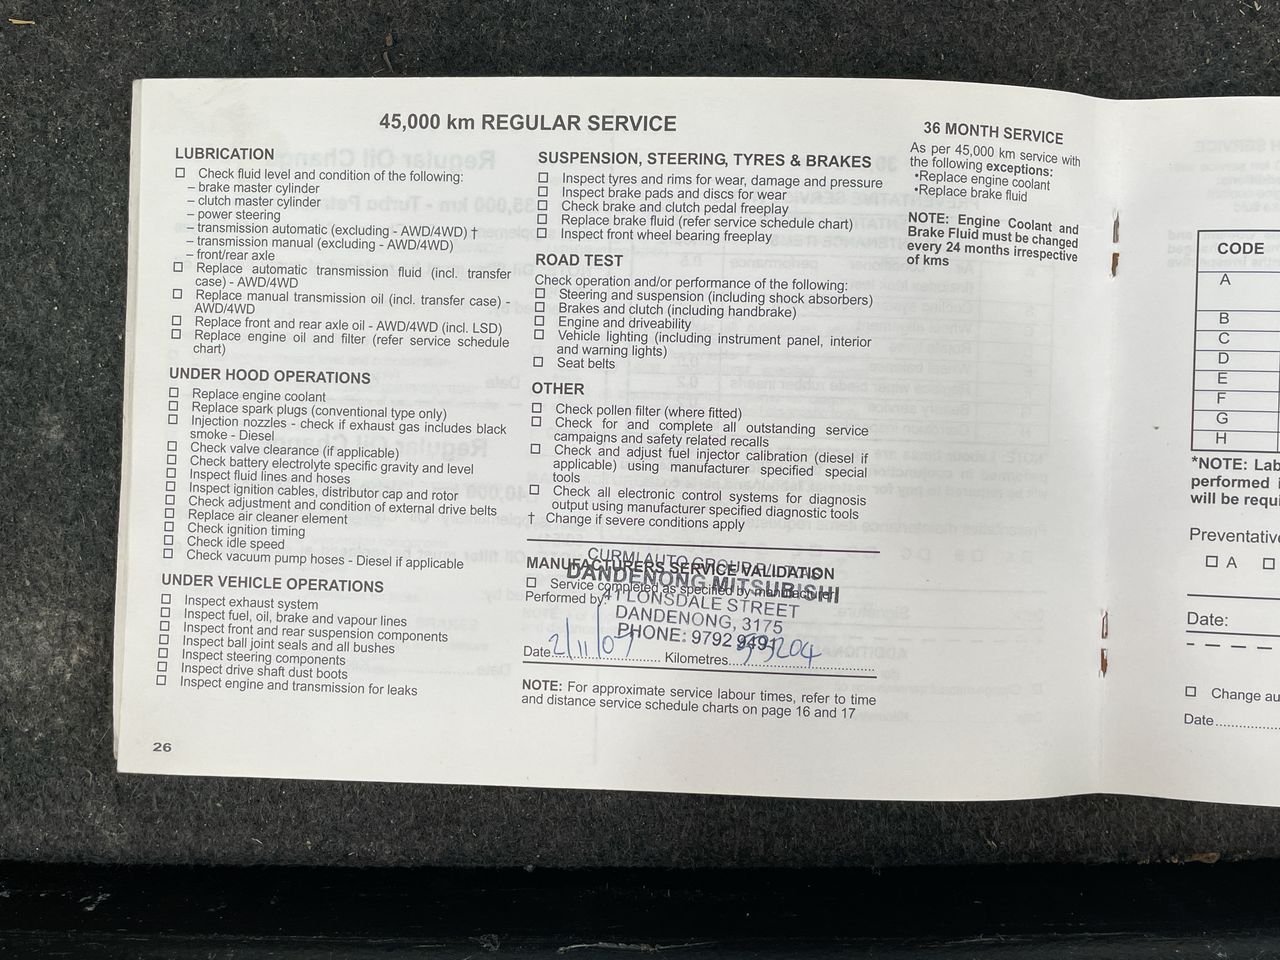 45,000 km REGULAR SERVICE
LUBRICATION
☐ Check fluid level and condition of the following:
– brake master cylinder
– clutch master cylinder
– power steering
– transmission automatic (excluding - AWD/4WD) †
– transmission manual (excluding - AWD/4WD)
– front/rear axle
☐ Replace automatic transmission fluid (incl. transfer
case) - AWD/4WD
☐ Replace manual transmission oil (incl. transfer case) -
AWD/4WD
☐ Replace front and rear axle oil - AWD/4WD (incl. LSD)
☐ Replace engine oil and filter (refer service schedule
chart)
UNDER HOOD OPERATIONS
☐ Replace engine coolant
☐ Replace spark plugs (conventional type only)
☐ Injection nozzles - check if exhaust gas includes black
smoke - Diesel
☐ Check valve clearance (if applicable)
☐ Check battery electrolyte specific gravity and level
☐ Inspect fluid lines and hoses
☐ Inspect ignition cables, distributor cap and rotor
☐ Check adjustment and condition of external drive belts
☐ Replace air cleaner element
☐ Check ignition timing
☐ Check idle speed
☐ Check vacuum pump hoses - Diesel if applicable
UNDER VEHICLE OPERATIONS
☐ Inspect exhaust system
☐ Inspect fuel, oil, brake and vapour lines
☐ Inspect front and rear suspension components
☐ Inspect ball joint seals and all bushes
☐ Inspect steering components
☐ Inspect drive shaft dust boots
☐ Inspect engine and transmission for leaks
26
SUSPENSION, STEERING, TYRES & BRAKES
☐ Inspect tyres and rims for wear, damage and pressure
☐ Inspect brake pads and discs for wear
☐ Check brake and clutch pedal freeplay
☐ Replace brake fluid (refer service schedule chart)
☐ Inspect front wheel bearing freeplay
ROAD TEST
Check operation and/or performance of the following:
☐ Steering and suspension (including shock absorbers)
☐ Brakes and clutch (including handbrake)
☐ Engine and driveability
☐ Vehicle lighting (including instrument panel, interior
and warning lights)
☐ Seat belts
OTHER
☐ Check pollen filter (where fitted)
☐ Check for and complete all outstanding service
campaigns and safety related recalls
☐ Check and adjust fuel injector calibration (diesel if
applicable) using manufacturer specified special
tools
☐ Check all electronic control systems for diagnosis
output using manufacturer specified diagnostic tools
† Change if severe conditions apply
MANUFACTURERS SERVICE VALIDATION
☐ Service completed as specified by manufacturer
Performed by:
CURMI AUTO GROUP
DANDENONG MITSUBISHI
LONSDALE STREET
DANDENONG, 3175
PHONE: 9792 9491
Date 2/11/07 Kilometres
NOTE: For approximate service labour times, refer to time
and distance service schedule charts on page 16 and 17
36 MONTH SERVICE
As per 45,000 km service with
the following exceptions:
•Replace engine coolant
•Replace brake fluid
NOTE: Engine Coolant and
Brake Fluid must be changed
every 24 months irrespective
of kms
CODE
A
B
C
D
E
F
G
H
*NOTE: Lab
performed
will be requi
Preventative
☐ A ☐
Date:
☐ Change au
Date